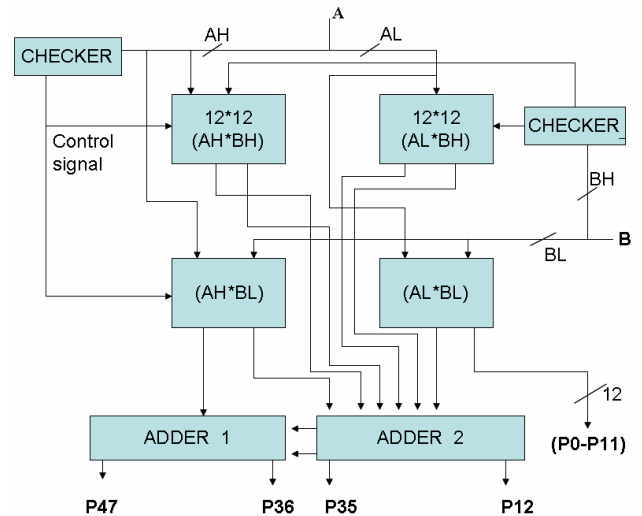 A
AH
AL
CHECKER
12*12
(AH*BH)
12*12
(AL*BH)
CHECKER
Control
signal
BH
B
BL
(AH*BL)
(AL*BL)
12
ADDER 1
ADDER 2
(P0-P11)
P47
P36
P35
P12